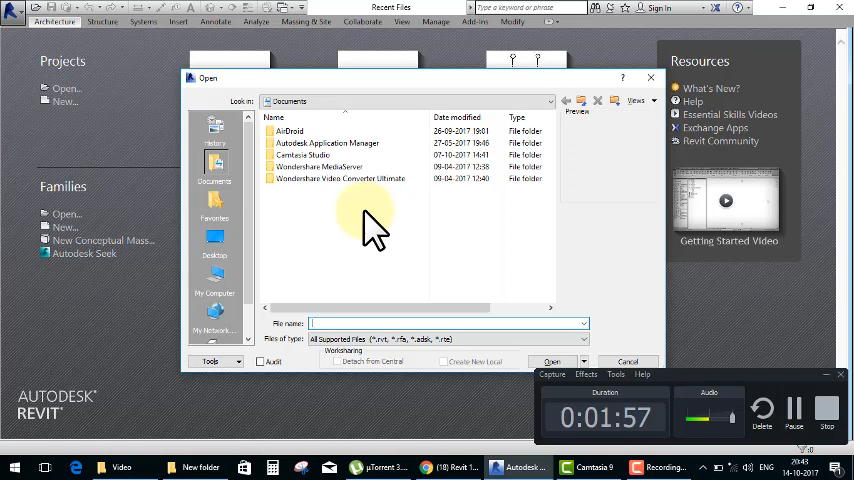 Recent Files
Type a keyword or phrase
Sign In
Architecture Structure Systems Insert Annotate Analyze Massing & Site Collaborate View Manage Add-Ins Modify
Projects
Open...
New...
Families
Open...
New...
New Conceptual Mass...
Autodesk Seek
AUTODESK®
REVIT®
Resources
What's New?
Help
Essential Skills Videos
Exchange Apps
Revit Community
Getting Started Video
Open
Look in: Documents
Views
Name Date modified Type
AirDroid 26-09-2017 19:01 File folder
Autodesk Application Manager 27-05-2017 19:46 File folder
Camtasia Studio 07-10-2017 14:41 File folder
Wondershare MediaServer 09-04-2017 12:38 File folder
Wondershare Video Converter Ultimate 09-04-2017 12:40 File folder
Preview
History
Documents
Favorites
Desktop
My Computer
My Network...
File name:
Files of type: All Supported Files (*.rvt, *.rfa, *.adsk, *.rte)
Worksharing
Tools Audit Detach from Central Create New Local Open Cancel
Capture Effects Tools Help
Duration Audio
0:01:57
Delete Pause Stop
:0
Video
New folder
µTorrent 3....
(19) Revit 1...
Autodesk ...
Camtasia 9
Recording...
ENG
20:43
14-10-2017